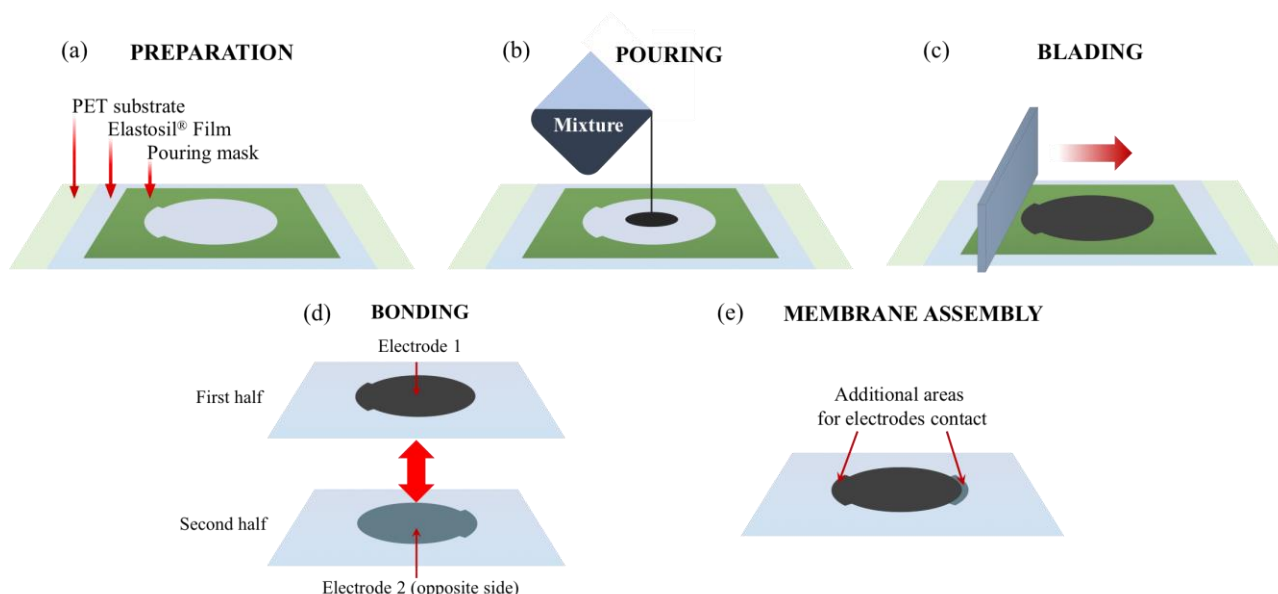 (a) PREPARATION
PET substrate
Elastosil® Film
Pouring mask
(b) POURING
Mixture
(c) BLADING
(d) BONDING
Electrode 1
First half
Second half
Electrode 2 (opposite side)
(e) MEMBRANE ASSEMBLY
Additional areas
for electrodes contact